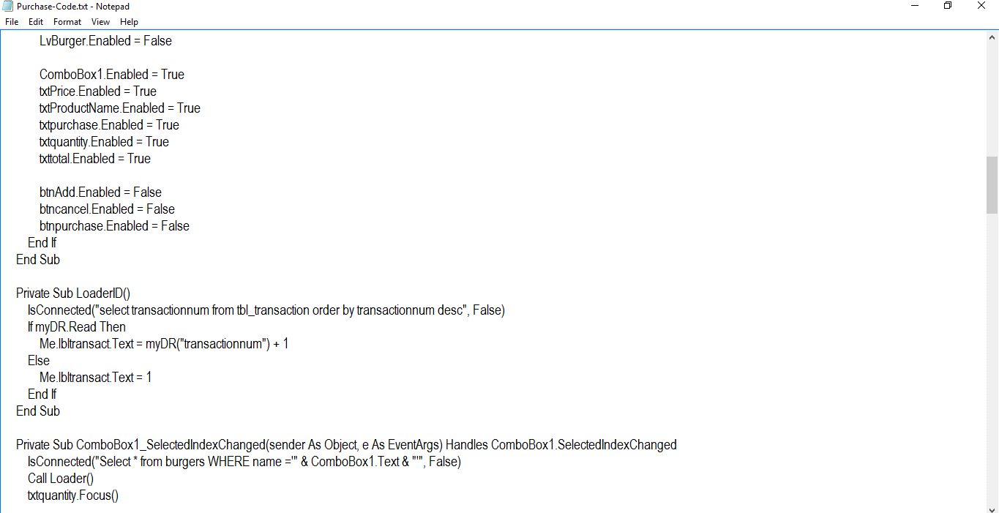 Purchase-Code.txt - Notepad
File Edit Format View Help
LvBurger.Enabled = False
ComboBox1.Enabled = True
txtPrice.Enabled = True
txtProductName.Enabled = True
txtpurchase.Enabled = True
txtquantity.Enabled = True
txttotal.Enabled = True
btnAdd.Enabled = False
btncancel.Enabled = False
btnpurchase.Enabled = False
End If
End Sub
Private Sub LoaderID()
IsConnected("select transactionnum from tbl_transaction order by transactionnum desc", False)
If myDR.Read Then
Me.lbltransact.Text = myDR("transactionnum") + 1
Else
Me.lbltransact.Text = 1
End If
End Sub
Private Sub ComboBox1_SelectedIndexChanged(sender As Object, e As EventArgs) Handles ComboBox1.SelectedIndexChanged
IsConnected("Select * from burgers WHERE name ='" & ComboBox1.Text & "'", False)
Call Loader()
txtquantity.Focus()